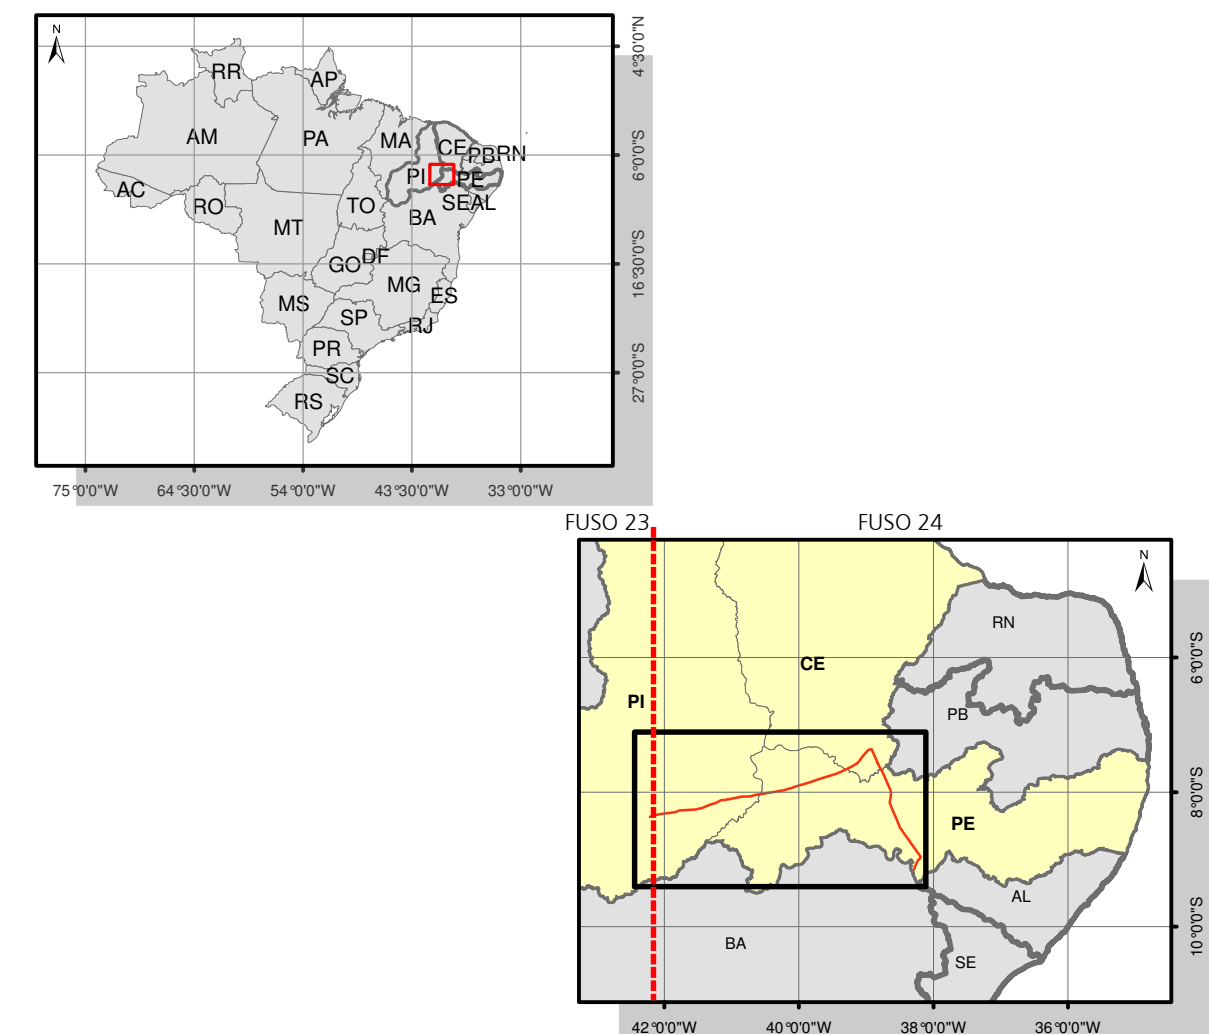 N
4°30'0"N
RR
AP
AM
PA
MA
CE
PB
RN
6°0'0"S
PI
PE
AC
RO
TO
SE
AL
MT
BA
DF
GO
16°30'0"S
MG
ES
MS
SP
RJ
PR
SC
27°0'0"S
RS
75°0'0"W 64°30'0"W 54°0'0"W 43°30'0"W 33°0'0"W
FUSO 23 FUSO 24
N
RN
6°0'0"S
CE
PI
PB
8°0'0"S
PE
AL
10°0'0"S
BA
SE
42°0'0"W 40°0'0"W 38°0'0"W 36°0'0"W